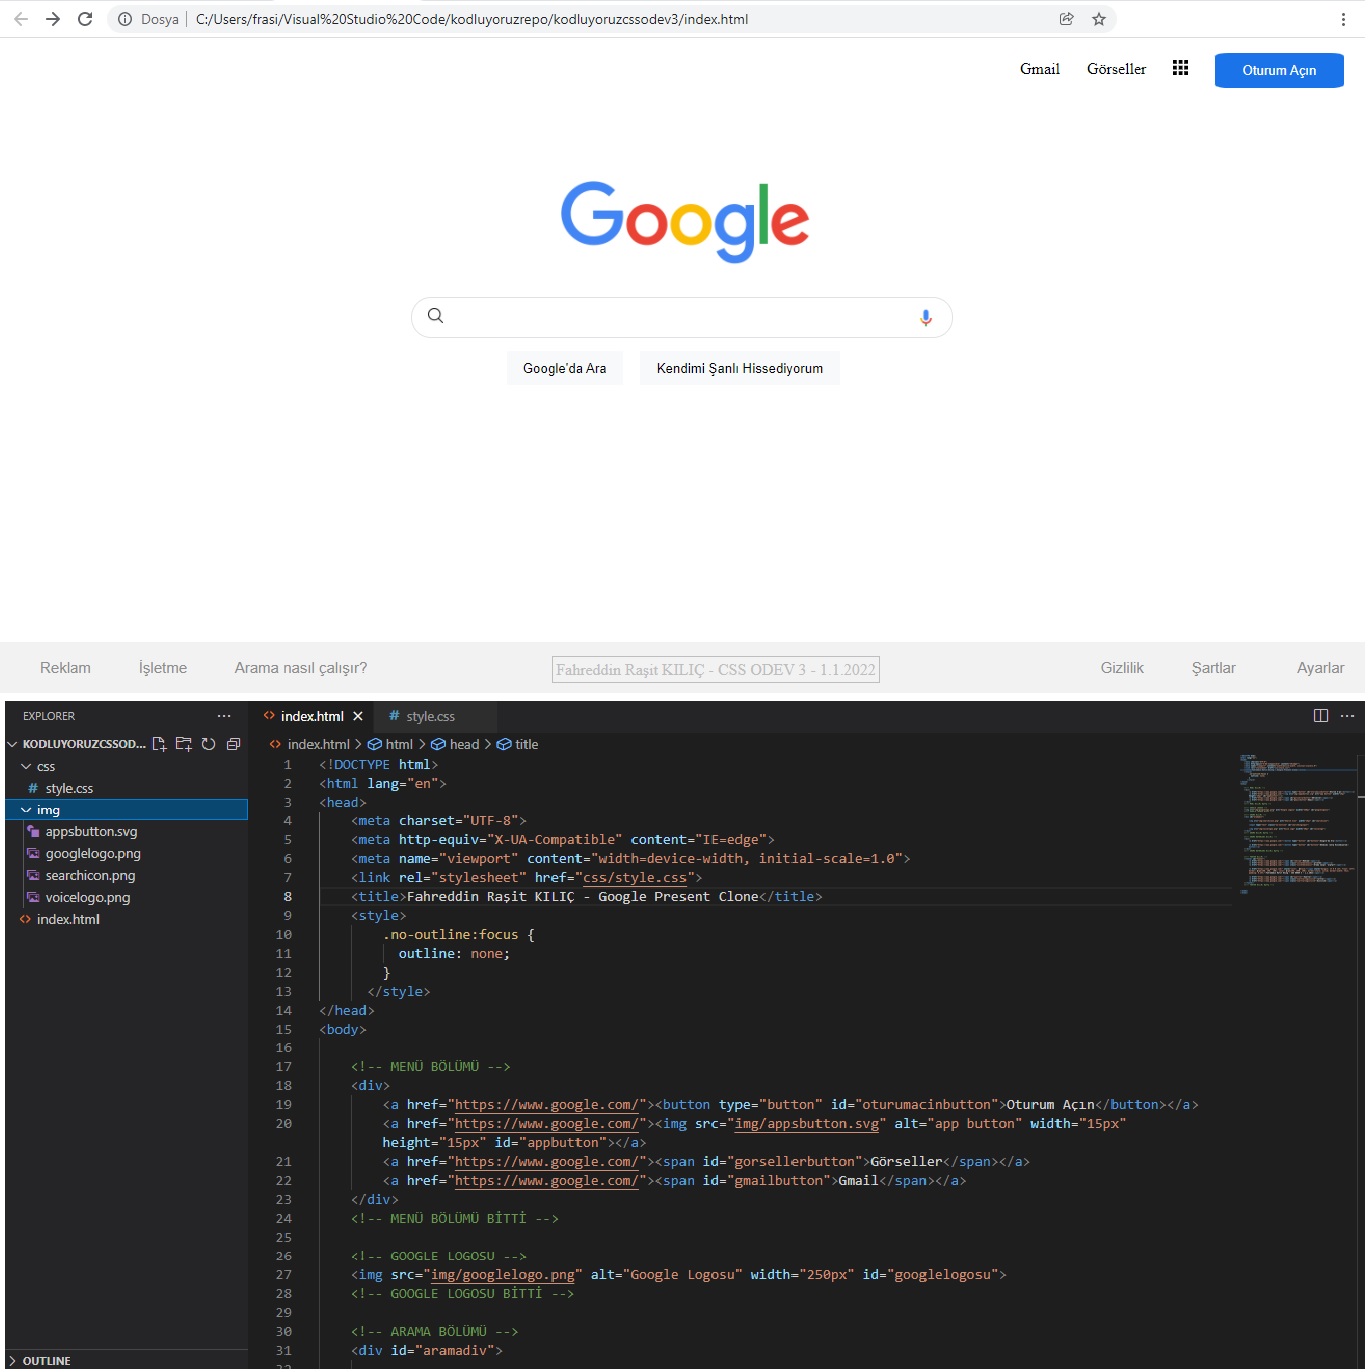 Dosya C:/Users/frasi/Visual%20Studio%20Code/kodluyoruzrepo/kodluyoruzcssodev3/index.html
Gmail Görseller Oturum Açın
Google
Google'da Ara Kendimi Şanlı Hissediyorum
Reklam İşletme Arama nasıl çalışır? Fahreddin Raşit KILIÇ - CSS ODEV 3 - 1.1.2022 Gizlilik Şartlar Ayarlar
EXPLORER ···
KODLUYORUZCSSOD...
css
# style.css
img
appsbutton.svg
googlelogo.png
searchicon.png
voicelogo.png
<> index.html
OUTLINE
<> index.html × # style.css ···
<> index.html > html > head > title
1 <!DOCTYPE html>
2 <html lang="en">
3 <head>
4 <meta charset="UTF-8">
5 <meta http-equiv="X-UA-Compatible" content="IE=edge">
6 <meta name="viewport" content="width=device-width, initial-scale=1.0">
7 <link rel="stylesheet" href="css/style.css">
8 <title>Fahreddin Raşit KILIÇ - Google Present Clone</title>
9 <style>
10 .no-outline:focus {
11 outline: none;
12 }
13 </style>
14 </head>
15 <body>
16
17 <!-- MENÜ BÖLÜMÜ -->
18 <div>
19 <a href="https://www.google.com/"><button type="button" id="oturumacinbutton">Oturum Açın</button></a>
20 <a href="https://www.google.com/"><img src="img/appsbutton.svg" alt="app button" width="15px"
height="15px" id="appbutton"></a>
21 <a href="https://www.google.com/"><span id="gorsellerbutton">Görseller</span></a>
22 <a href="https://www.google.com/"><span id="gmailbutton">Gmail</span></a>
23 </div>
24 <!-- MENÜ BÖLÜMÜ BİTTİ -->
25
26 <!-- GOOGLE LOGOSU -->
27 <img src="img/googlelogo.png" alt="Google Logosu" width="250px" id="googlelogosu">
28 <!-- GOOGLE LOGOSU BİTTİ -->
29
30 <!-- ARAMA BÖLÜMÜ -->
31 <div id="aramadiv">